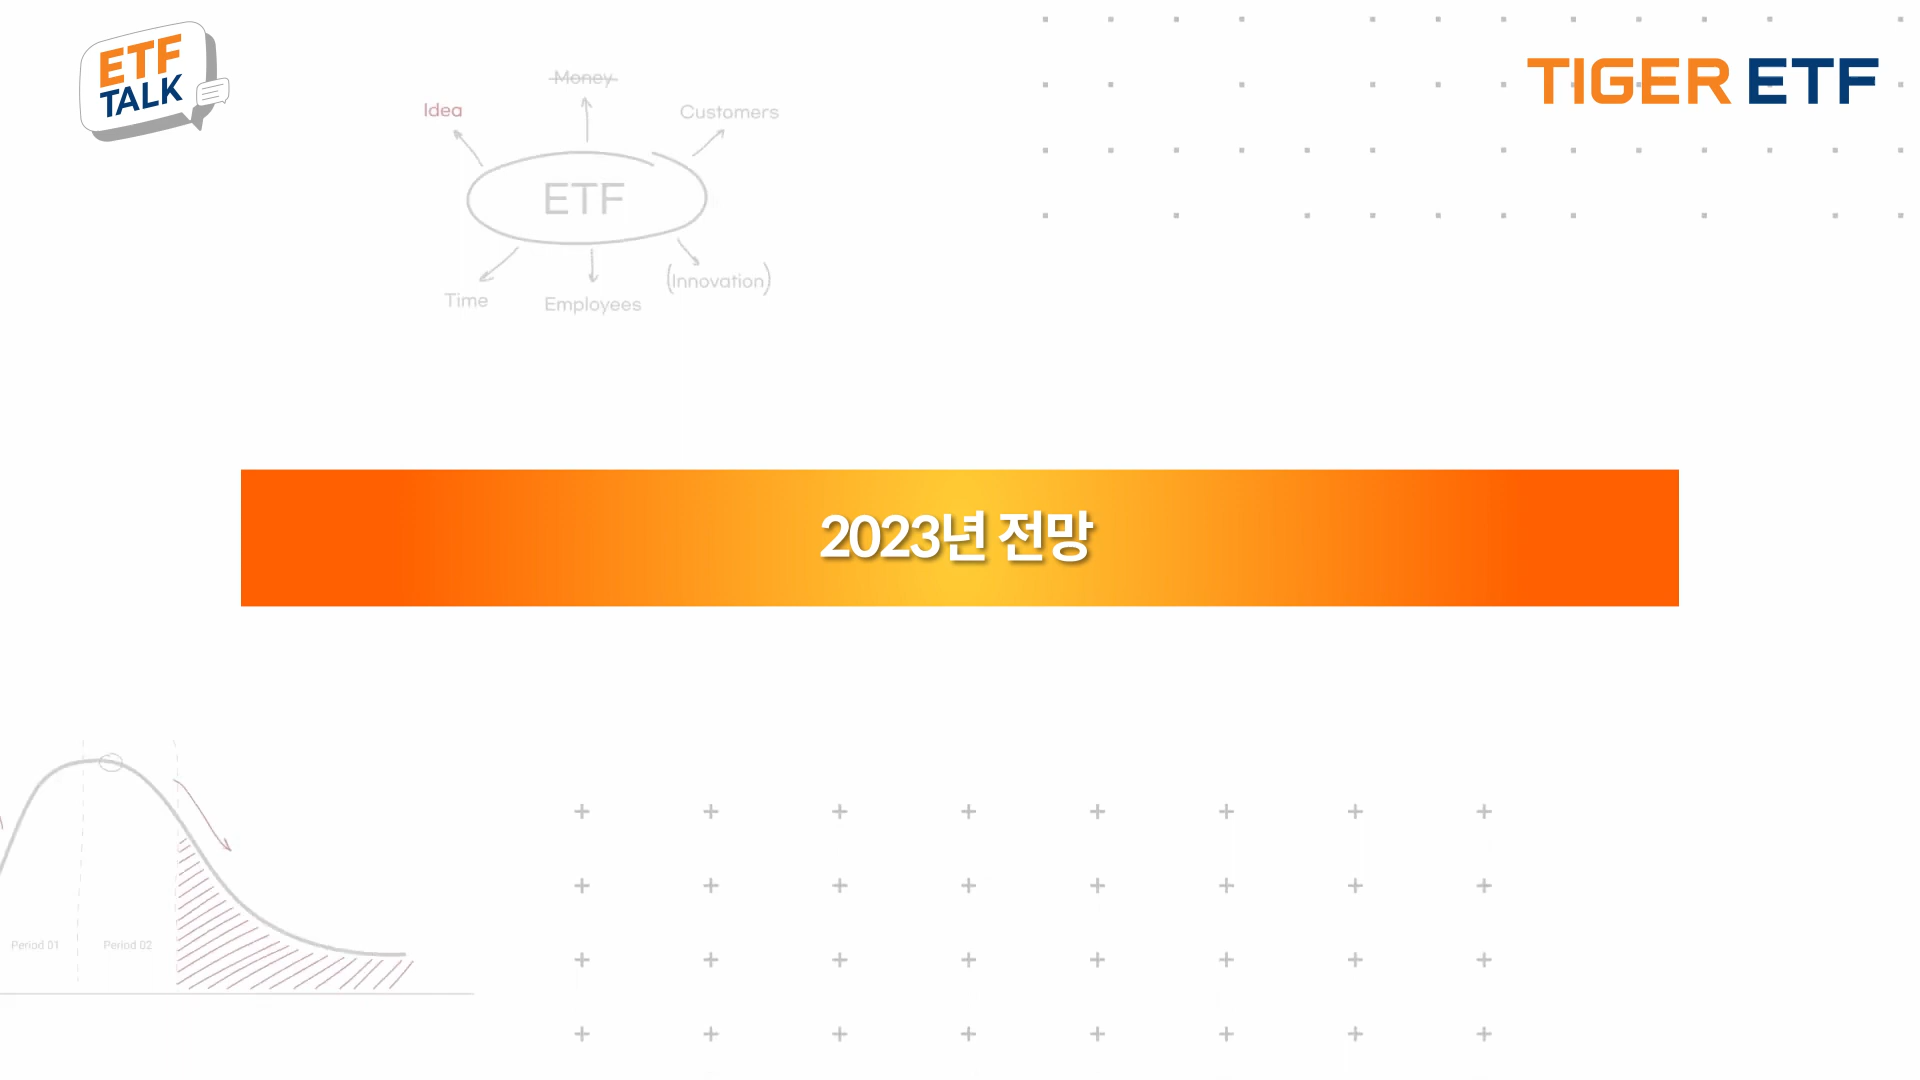 ETF
TALK
TIGER ETF
Money
Idea
Customers
ETF
Time
Employees
(Innovation)
2023년 전망
Period 01
Period 02